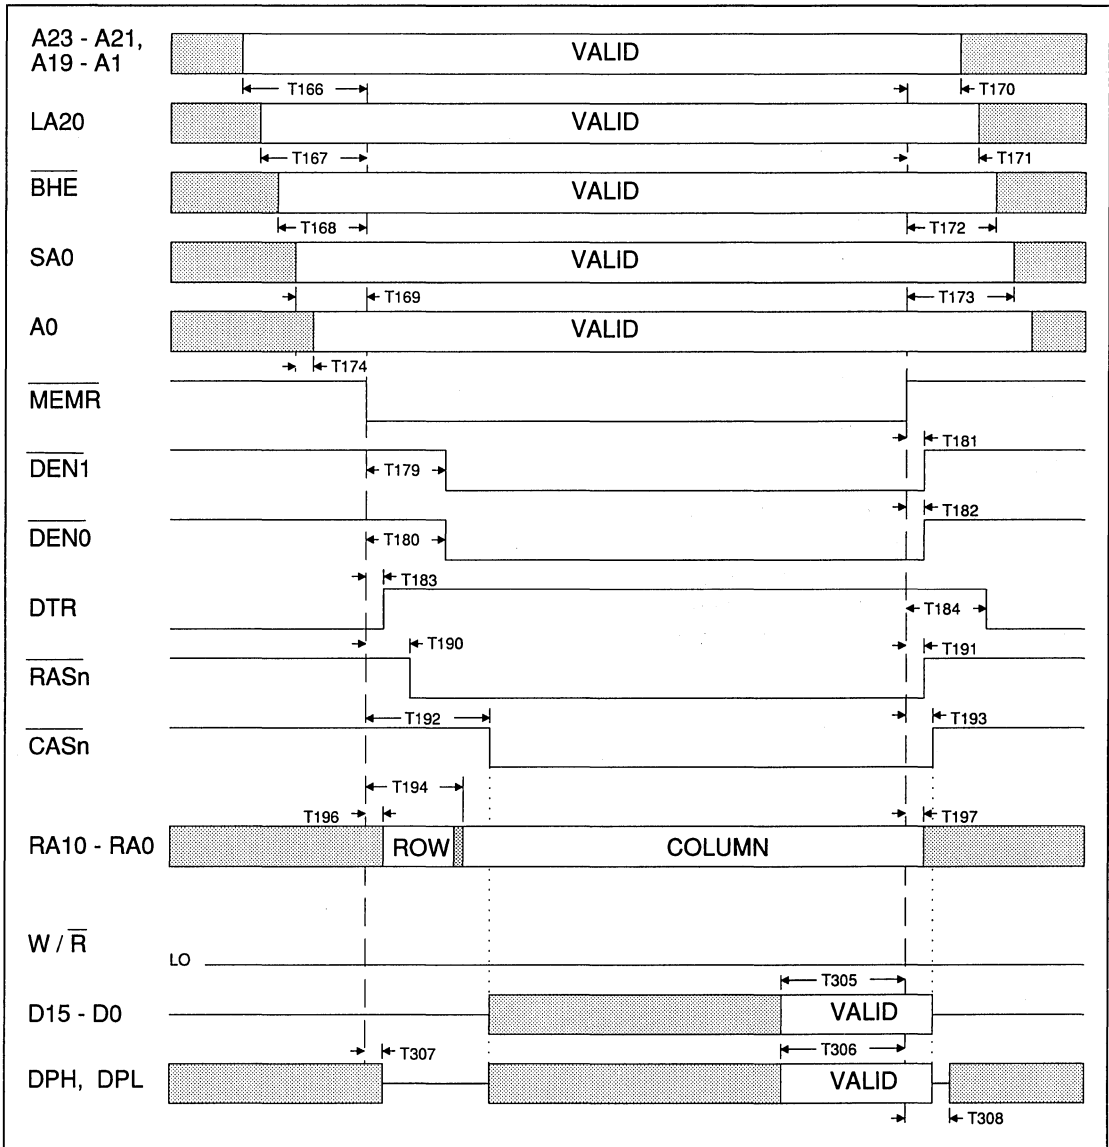 A23 - A21,
A19 - A1
VALID
T166
T170
LA20
VALID
T167
T171
BHE
VALID
T168
T172
SA0
VALID
T169
T173
A0
VALID
T174
MEMR
T181
DEN1
T179
T182
DEN0
T180
T183
DTR
T184
T190
T191
RASn
T192
T193
CASn
T194
T196
T197
RA10 - RA0
ROW
COLUMN
W / R
LO
T305
D15 - D0
VALID
T307
T306
DPH, DPL
VALID
T308